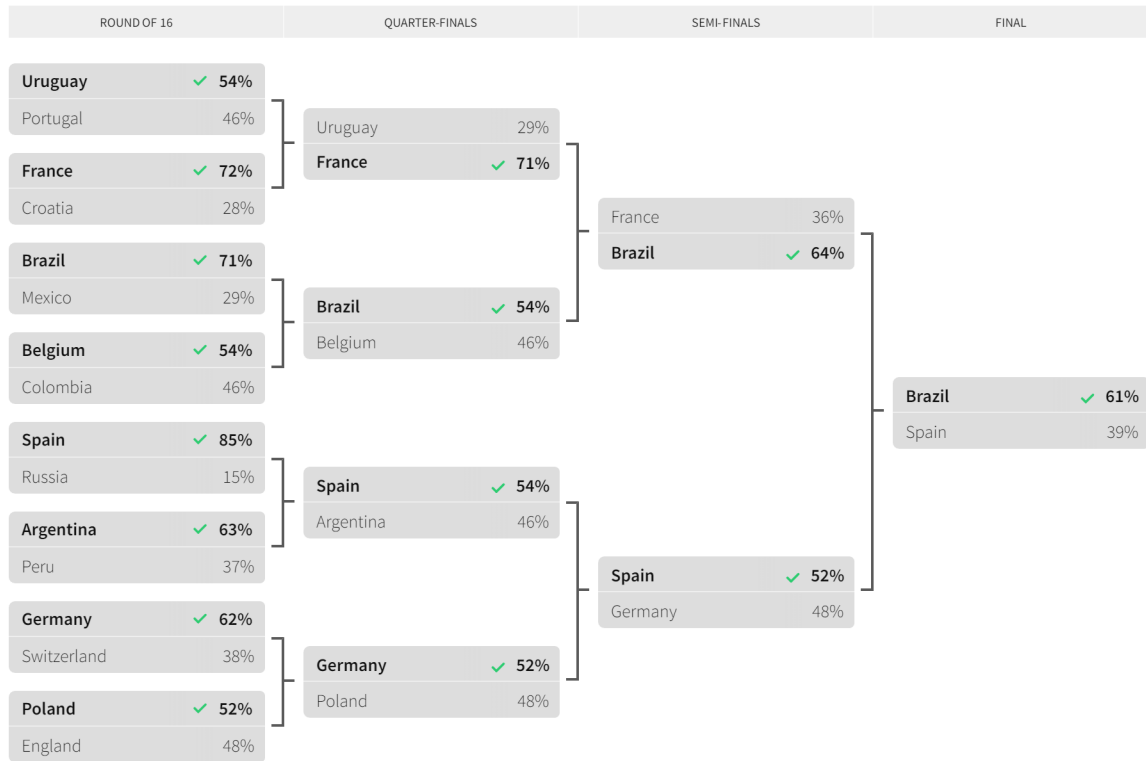 ROUND OF 16 QUARTER-FINALS SEMI-FINALS FINAL
Uruguay 54%
Portugal 46%
France 72%
Croatia 28%
Brazil 71%
Mexico 29%
Belgium 54%
Colombia 46%
Spain 85%
Russia 15%
Argentina 63%
Peru 37%
Germany 62%
Switzerland 38%
Poland 52%
England 48%
Uruguay 29%
France 71%
Brazil 54%
Belgium 46%
Spain 54%
Argentina 46%
Germany 52%
Poland 48%
France 36%
Brazil 64%
Spain 52%
Germany 48%
Brazil 61%
Spain 39%